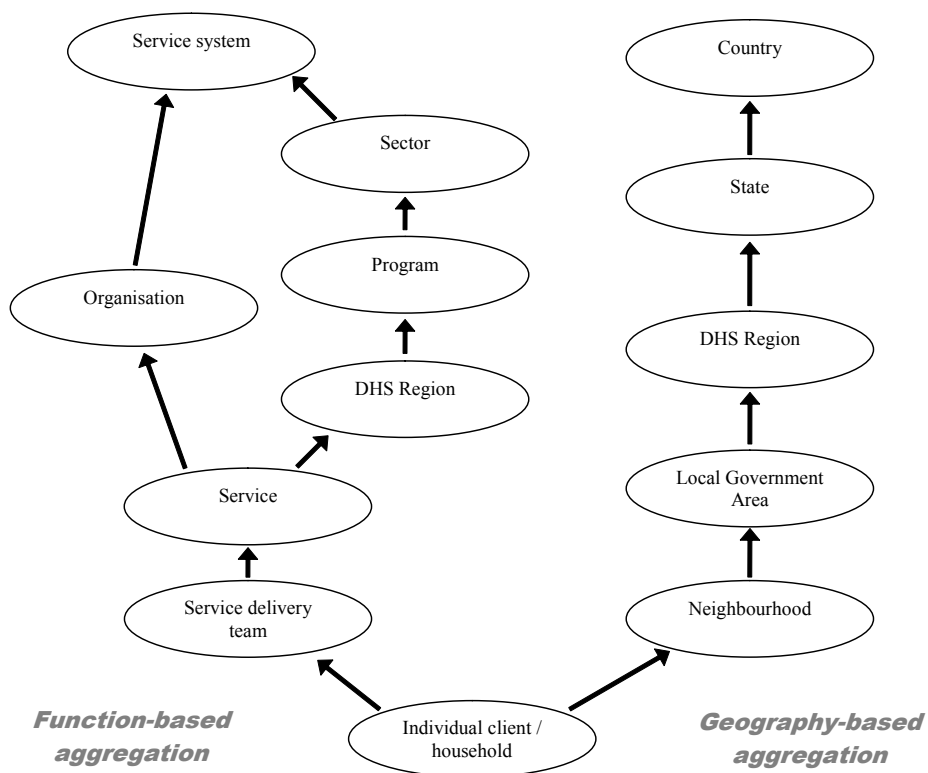 Service system
Country
Sector
State
Program
Organisation
DHS Region
DHS Region
Service
Local Government
Area
Service delivery
team
Neighbourhood
Individual client /
household
Function-based
aggregation
Geography-based
aggregation